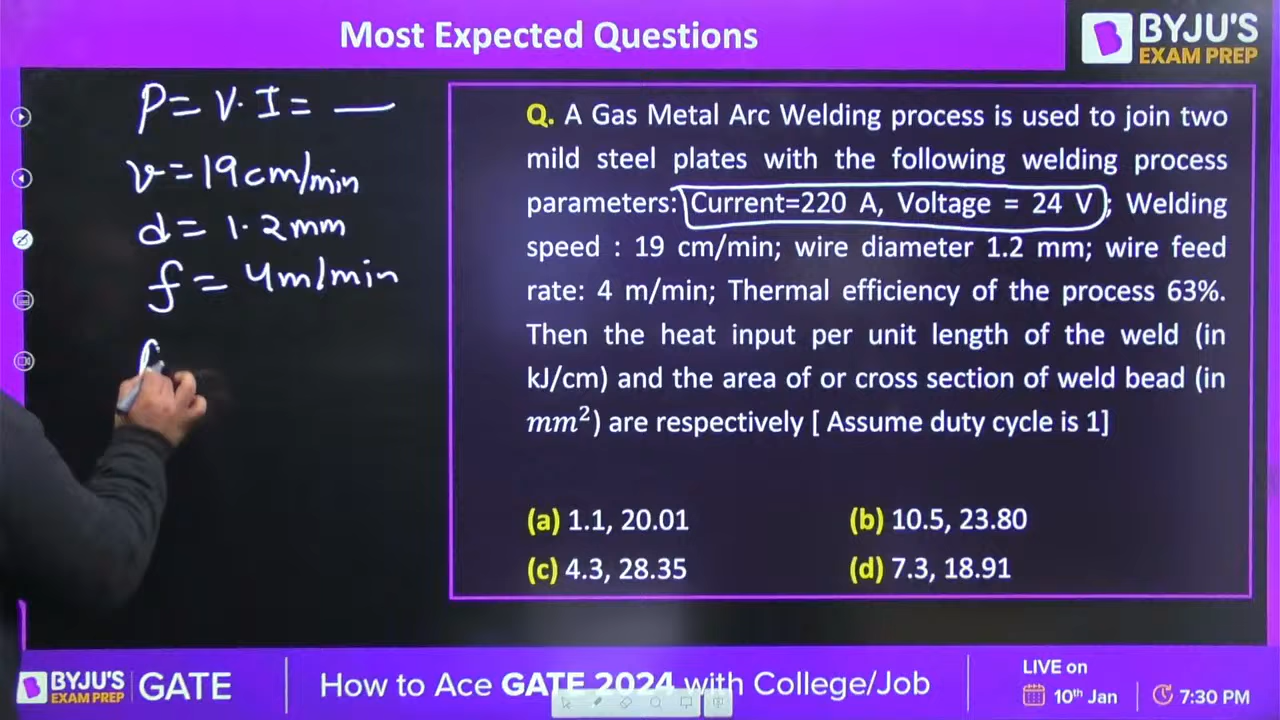 Most Expected Questions
BYJU'S
EXAM PREP
P = V. I = —
v = 19 cm/min
d = 1.2 mm
f = 4m/min
Q. A Gas Metal Arc Welding process is used to join two
mild steel plates with the following welding process
parameters: Current=220 A, Voltage = 24 V; Welding
speed : 19 cm/min; wire diameter 1.2 mm; wire feed
rate: 4 m/min; Thermal efficiency of the process 63%.
Then the heat input per unit length of the weld (in
kJ/cm) and the area of or cross section of weld bead (in
mm²) are respectively [ Assume duty cycle is 1]
(a) 1.1, 20.01
(b) 10.5, 23.80
(c) 4.3, 28.35
(d) 7.3, 18.91
BYJU'S
EXAM PREP
GATE
How to Ace GATE 2024 with College/Job
LIVE on
10th Jan
7:30 PM